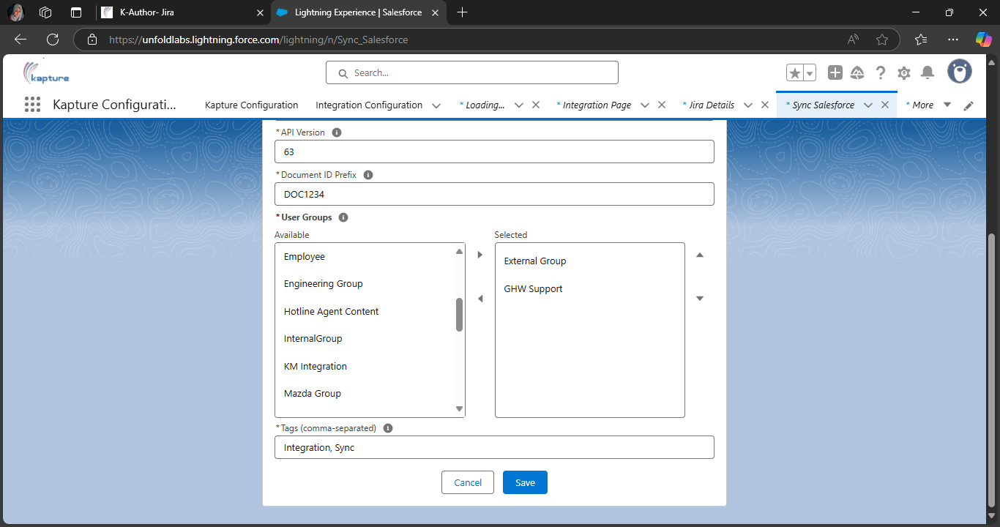 K-Author- Jira
Lightning Experience | Salesforce
https://unfoldlabs.lightning.force.com/lightning/n/Sync_Salesforce
kapture
Search...
Kapture Configurati...
Kapture Configuration
Integration Configuration
* Loading...
* Integration Page
* Jira Details
* Sync Salesforce
* More
*API Version
63
*Document ID Prefix
DOC1234
*User Groups
Available
Selected
Employee
Engineering Group
Hotline Agent Content
InternalGroup
KM Integration
Mazda Group
External Group
GHW Support
*Tags (comma-separated)
Integration, Sync
Cancel
Save